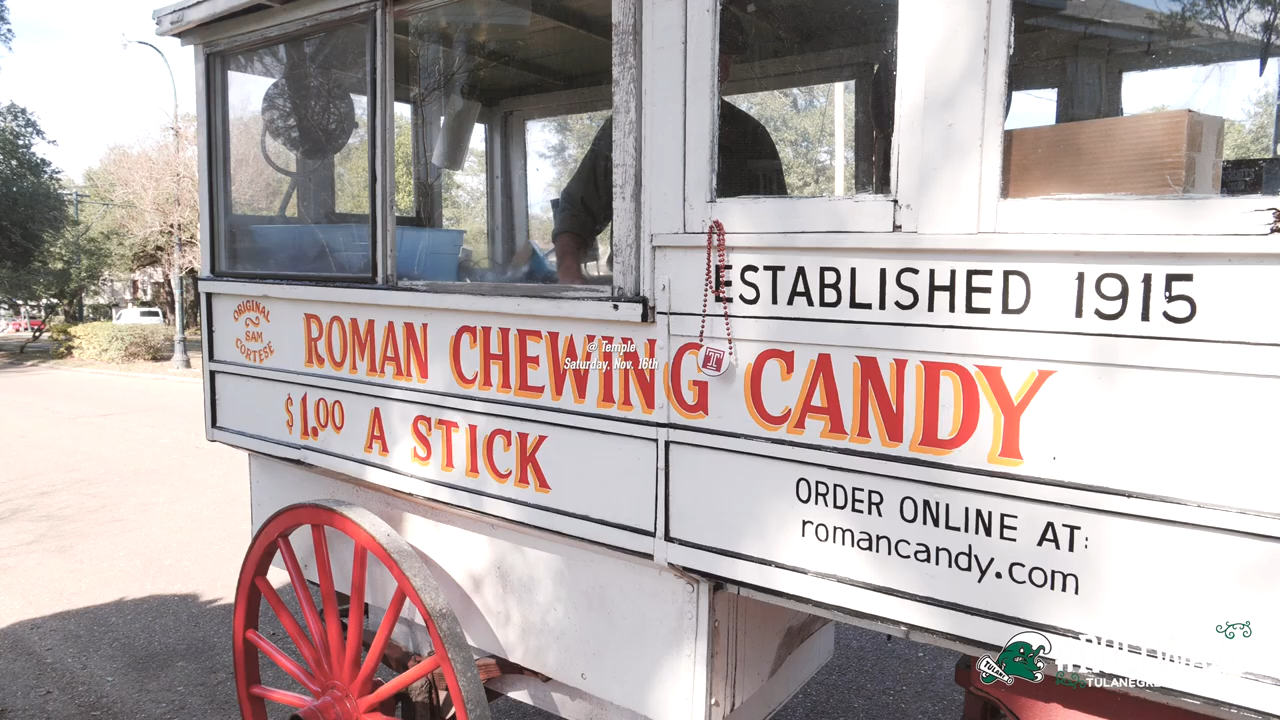 ESTABLISHED 1915
ORIGINAL
SAM
CORTESE
ROMAN CHEWING CANDY
@ Temple
Saturday, Nov. 16th
T
$1.00 A STICK
ORDER ONLINE AT:
romancandy.com
TULANE